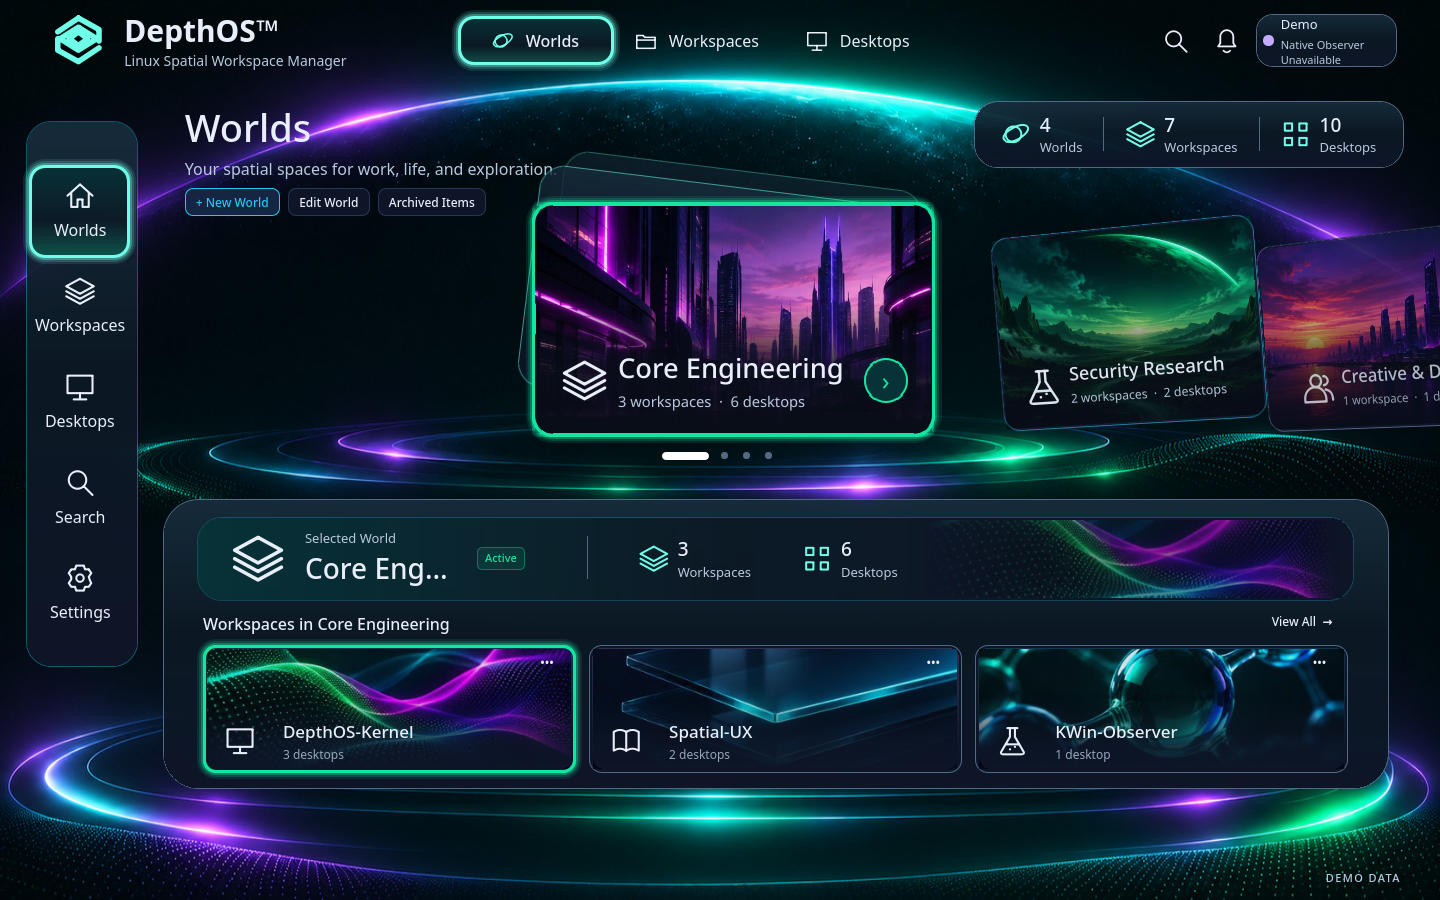 DepthOS™
Linux Spatial Workspace Manager
Worlds
Workspaces
Desktops
Demo
Native Observer
Unavailable
Worlds
Your spatial spaces for work, life, and exploration.
+ New World
Edit World
Archived Items
4
Worlds
7
Workspaces
10
Desktops
Worlds
Workspaces
Desktops
Search
Settings
Core Engineering
3 workspaces · 6 desktops
Security Research
2 workspaces · 2 desktops
Creative & D
1 workspace · 1 d
Selected World
Core Eng...
Active
3
Workspaces
6
Desktops
Workspaces in Core Engineering
View All →
DepthOS-Kernel
3 desktops
Spatial-UX
2 desktops
KWin-Observer
1 desktop
DEMO DATA